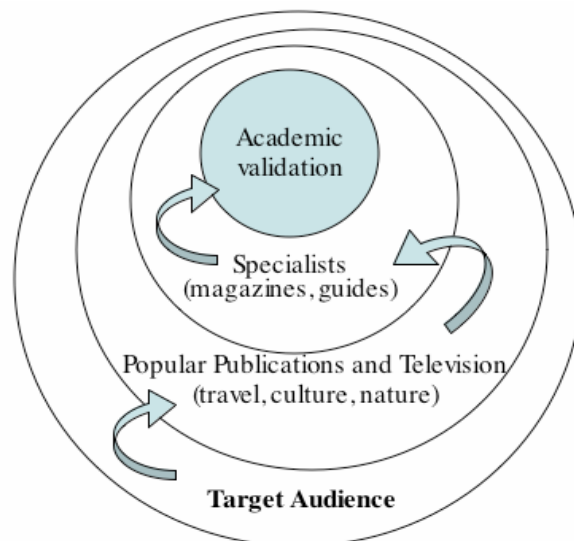 Academic
validation
Specialists
(magazines, guides)
Popular Publications and Television
(travel, culture, nature)
Target Audience